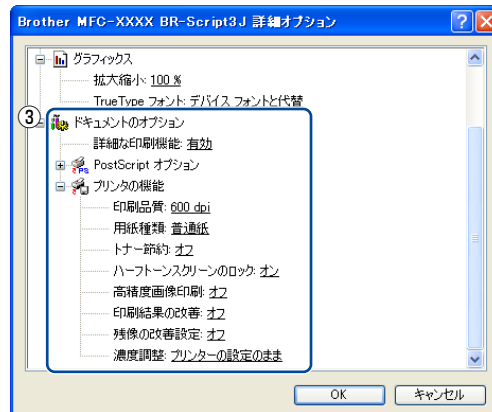 Brother MFC-XXXX BR-Script3J 詳細オプション
グラフィックス
拡大縮小: 100 %
TrueType フォント: デバイス フォントと代替
③
ドキュメントのオプション
詳細な印刷機能: 有効
PostScript オプション
プリンタの機能
印刷品質: 600 dpi
用紙種類: 普通紙
トナー節約: オフ
ハーフトーンスクリーンのロック: オン
高精度画像印刷: オフ
印刷結果の改善: オフ
残像の改善設定: オフ
濃度調整: プリンターの設定のまま
OK キャンセル